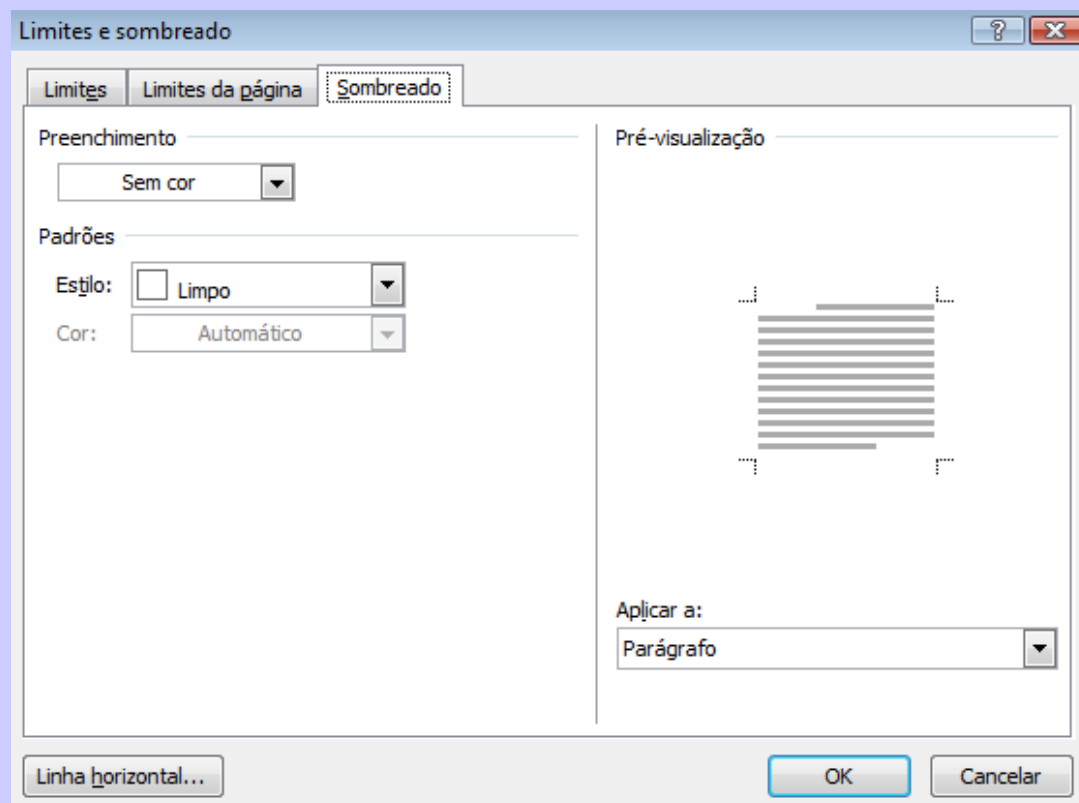 Limites e sombreado
Limites
Limites da página
Sombreado
Preenchimento
Sem cor
Padrões
Estilo:
Limpo
Cor:
Automático
Pré-visualização
Aplicar a:
Parágrafo
Linha horizontal...
OK
Cancelar